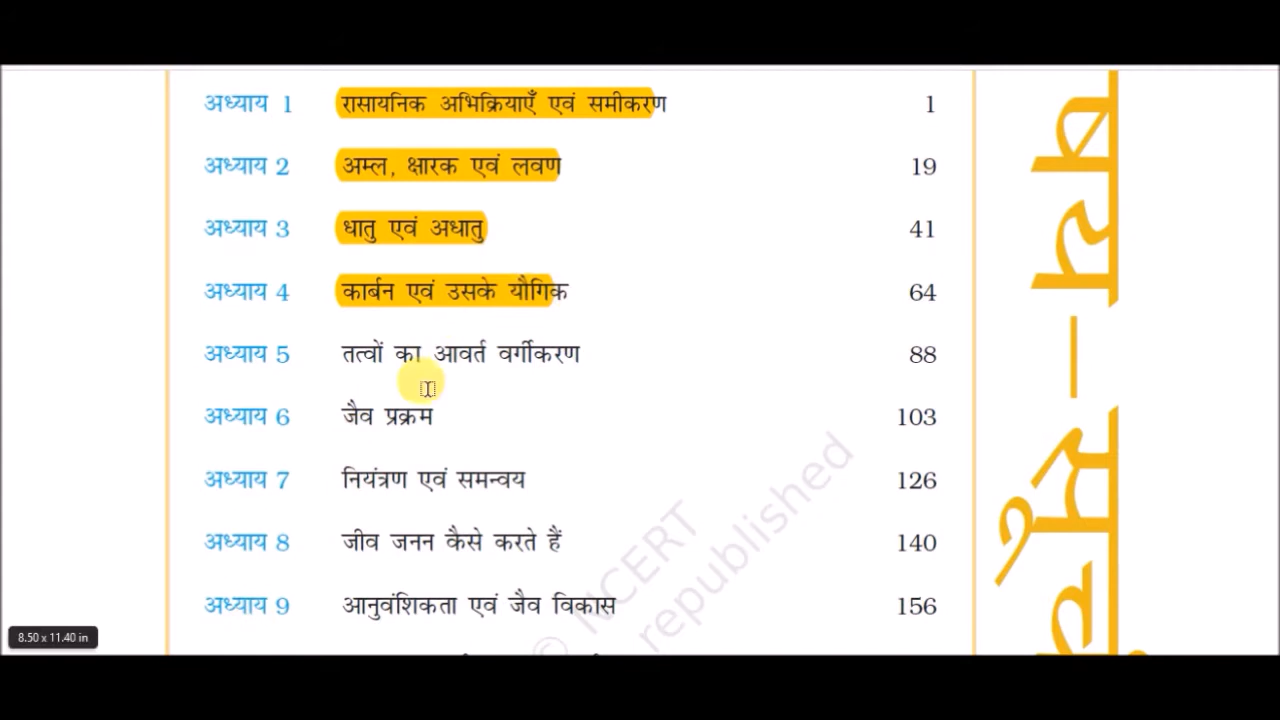 अध्याय 1 रासायनिक अभिक्रियाएँ एवं समीकरण 1
अध्याय 2 अम्ल, क्षारक एवं लवण 19
अध्याय 3 धातु एवं अधातु 41
अध्याय 4 कार्बन एवं उसके यौगिक 64
अध्याय 5 तत्वों का आवर्त वर्गीकरण 88
अध्याय 6 जैव प्रक्रम 103
अध्याय 7 नियंत्रण एवं समन्वय 126
अध्याय 8 जीव जनन कैसे करते हैं 140
अध्याय 9 आनुवंशिकता एवं जैव विकास 156
© NCERT
republished
8.50 x 11.40 in